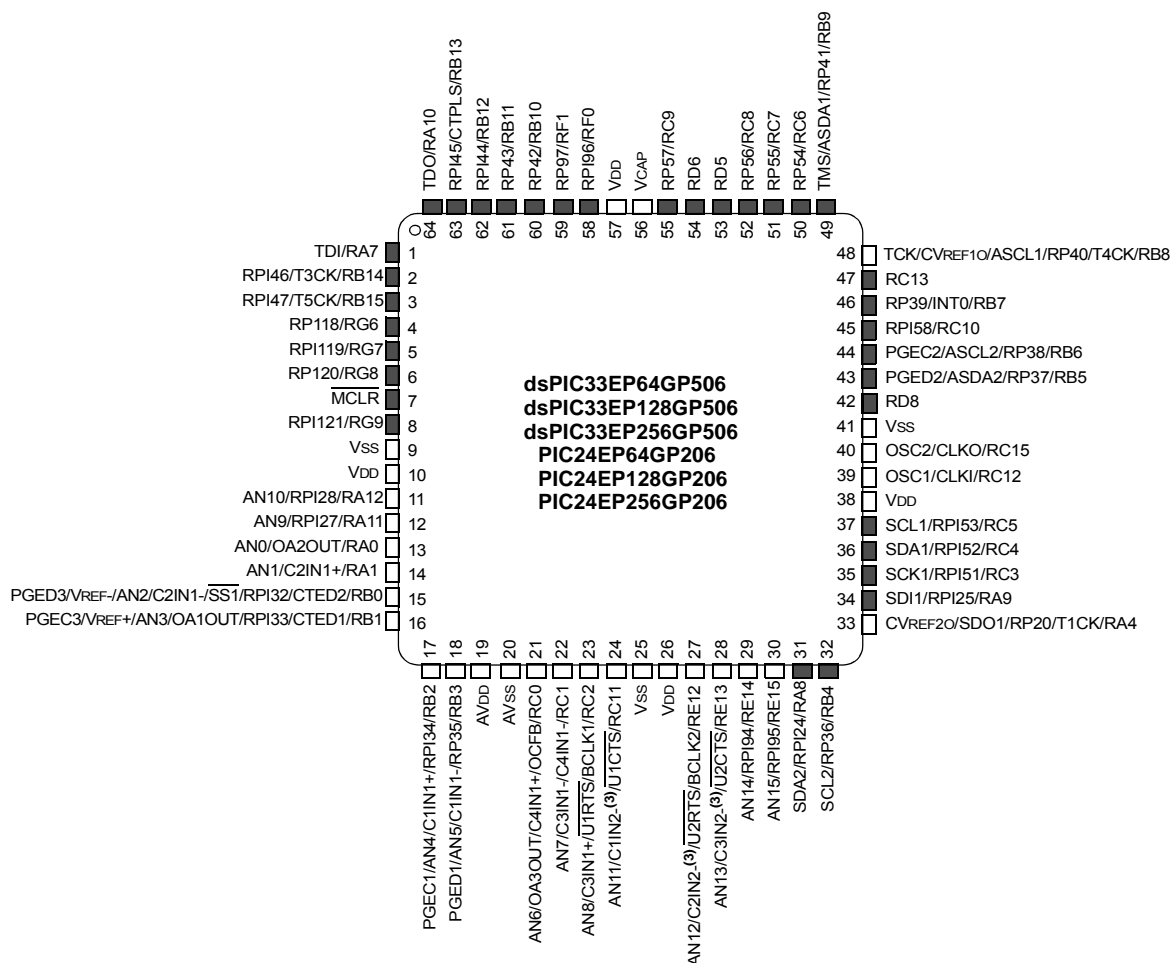 TDO/RA10
RPI45/CTPLS/RB13
RPI44/RB12
RP43/RB11
RP42/RB10
RP97/RF1
RPI96/RF0
VDD
VCAP
RP57/RC9
RD6
RD5
RP56/RC8
RP55/RC7
RP54/RC6
TMS/ASDA1/RP41/RB9
64
63
62
61
60
59
58
57
56
55
54
53
52
51
50
49
TDI/RA7 1
RPI46/T3CK/RB14 2
RPI47/T5CK/RB15 3
RP118/RG6 4
RPI119/RG7 5
RP120/RG8 6
MCLR 7
RPI121/RG9 8
VSS 9
VDD 10
AN10/RPI28/RA12 11
AN9/RPI27/RA11 12
AN0/OA2OUT/RA0 13
AN1/C2IN1+/RA1 14
PGED3/VREF-/AN2/C2IN1-/SS1/RPI32/CTED2/RB0 15
PGEC3/VREF+/AN3/OA1OUT/RPI33/CTED1/RB1 16
dsPIC33EP64GP506
dsPIC33EP128GP506
dsPIC33EP256GP506
PIC24EP64GP206
PIC24EP128GP206
PIC24EP256GP206
48 TCK/CVREF1O/ASCL1/RP40/T4CK/RB8
47 RC13
46 RP39/INT0/RB7
45 RPI58/RC10
44 PGEC2/ASCL2/RP38/RB6
43 PGED2/ASDA2/RP37/RB5
42 RD8
41 VSS
40 OSC2/CLKO/RC15
39 OSC1/CLKI/RC12
38 VDD
37 SCL1/RPI53/RC5
36 SDA1/RPI52/RC4
35 SCK1/RPI51/RC3
34 SDI1/RPI25/RA9
33 CVREF2O/SDO1/RP20/T1CK/RA4
17
18
19
20
21
22
23
24
25
26
27
28
29
30
31
32
PGEC1/AN4/C1IN1+/RPI34/RB2
PGED1/AN5/C1IN1-/RP35/RB3
AVDD
AVSS
AN6/OA3OUT/C4IN1+/OCFB/RC0
AN7/C3IN1-/C4IN1-/RC1
AN8/C3IN1+/U1RTS/BCLK1/RC2
AN11/C1IN2-(3)/U1CTS/RC11
VSS
VDD
AN12/C2IN2-(3)/U2RTS/BCLK2/RE12
AN13/C3IN2-(3)/U2CTS/RE13
AN14/RPI94/RE14
AN15/RPI95/RE15
SDA2/RPI24/RA8
SCL2/RP36/RB4